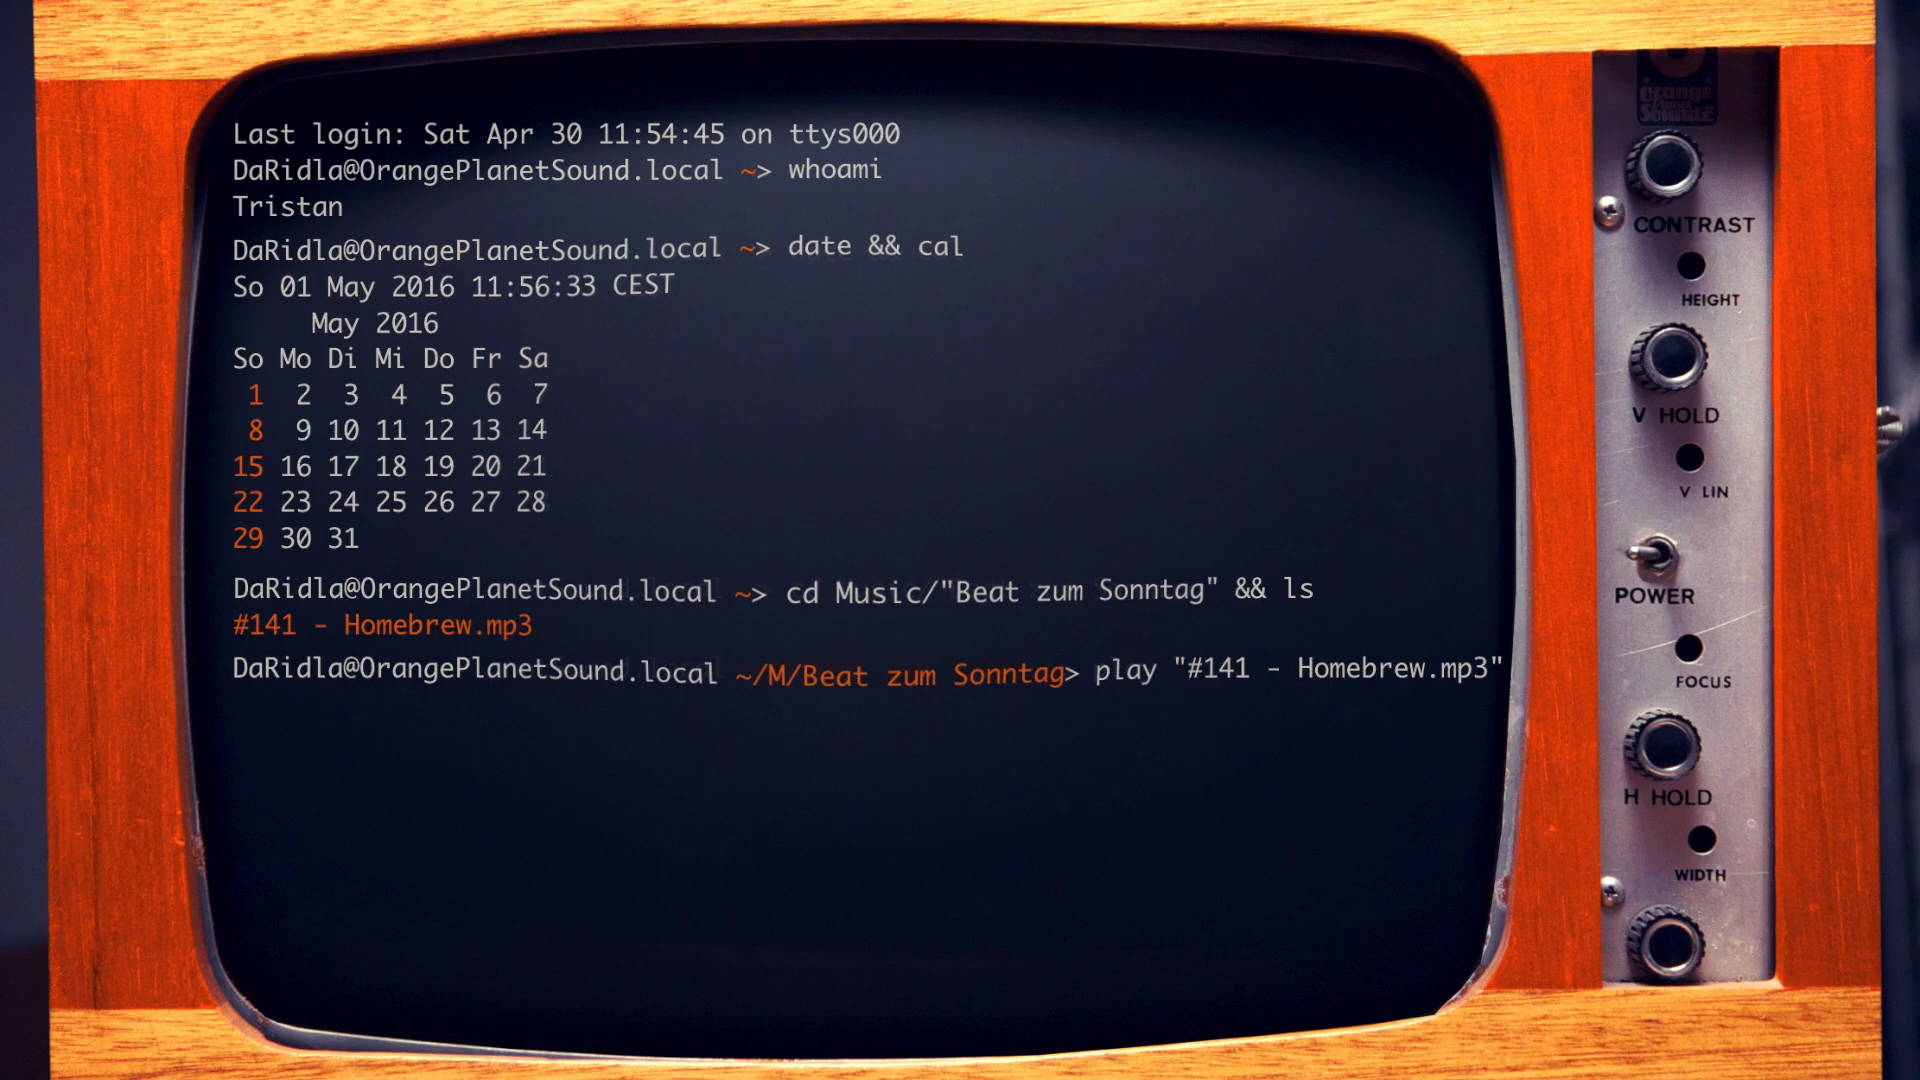 Last login: Sat Apr 30 11:54:45 on ttys000
DaRidla@OrangePlanetSound.local ~> whoami
Tristan
DaRidla@OrangePlanetSound.local ~> date && cal
So 01 May 2016 11:56:33 CEST
May 2016
So Mo Di Mi Do Fr Sa
1 2 3 4 5 6 7
8 9 10 11 12 13 14
15 16 17 18 19 20 21
22 23 24 25 26 27 28
29 30 31
DaRidla@OrangePlanetSound.local ~> cd Music/"Beat zum Sonntag" && ls
#141 - Homebrew.mp3
DaRidla@OrangePlanetSound.local ~/M/Beat zum Sonntag> play "#141 - Homebrew.mp3"
Orange
Planet
Soundz
CONTRAST
HEIGHT
V HOLD
V LIN
POWER
FOCUS
H HOLD
WIDTH